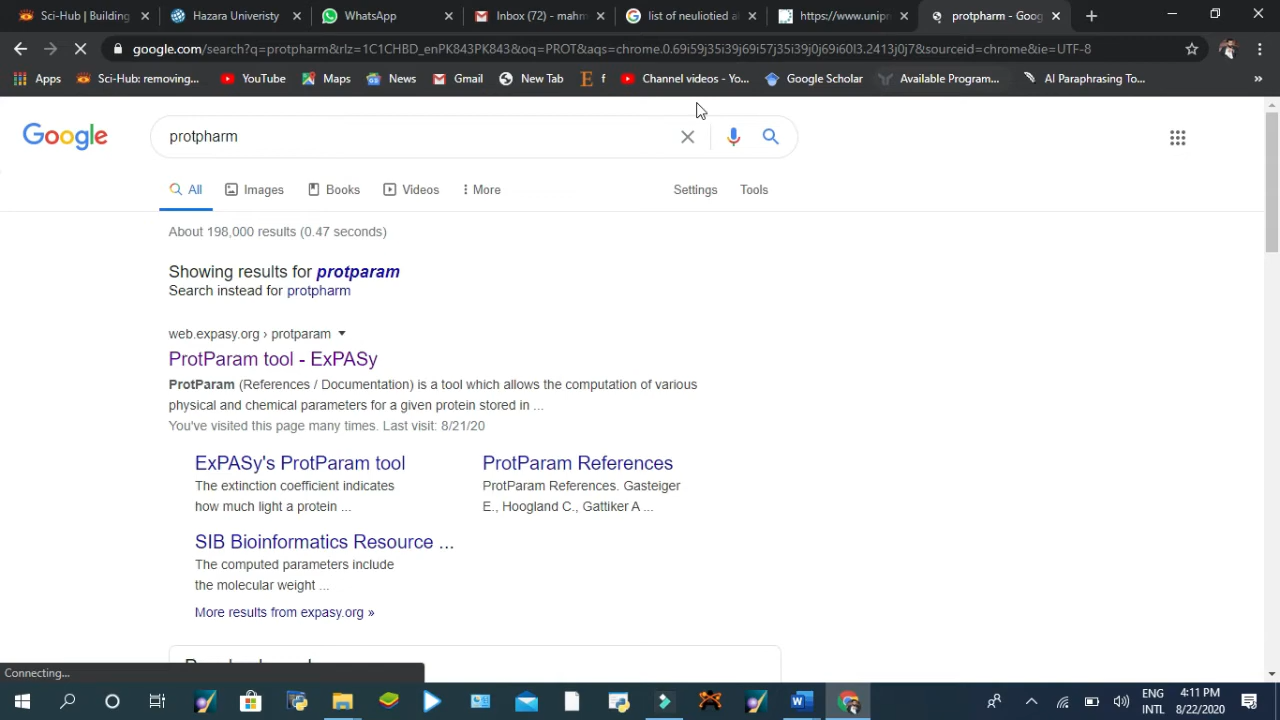 Sci-Hub | Building
Hazara Univeristy
WhatsApp
Inbox (72) - mahm
list of neuliotied al
https://www.unipr
protpharm - Goog
google.com/search?q=protpharm&rlz=1C1CHBD_enPK843PK843&oq=PROT&aqs=chrome.0.69i59j35i39j69i57j35i39j0j69i60l3.2413j0j7&sourceid=chrome&ie=UTF-8
Apps
Sci-Hub: removing...
YouTube
Maps
News
Gmail
New Tab
E f
Channel videos - Yo...
Google Scholar
Available Program...
AI Paraphrasing To...
»
Google
protpharm
All
Images
Books
Videos
More
Settings
Tools
About 198,000 results (0.47 seconds)
Showing results for protparam
Search instead for protpharm
web.expasy.org › protparam
ProtParam tool - ExPASy
ProtParam (References / Documentation) is a tool which allows the computation of various
physical and chemical parameters for a given protein stored in ...
You've visited this page many times. Last visit: 8/21/20
ExPASy's ProtParam tool
The extinction coefficient indicates
how much light a protein ...
ProtParam References
ProtParam References. Gasteiger
E., Hoogland C., Gattiker A ...
SIB Bioinformatics Resource ...
The computed parameters include
the molecular weight ...
More results from expasy.org »
Connecting...
ENG
INTL
4:11 PM
8/22/2020